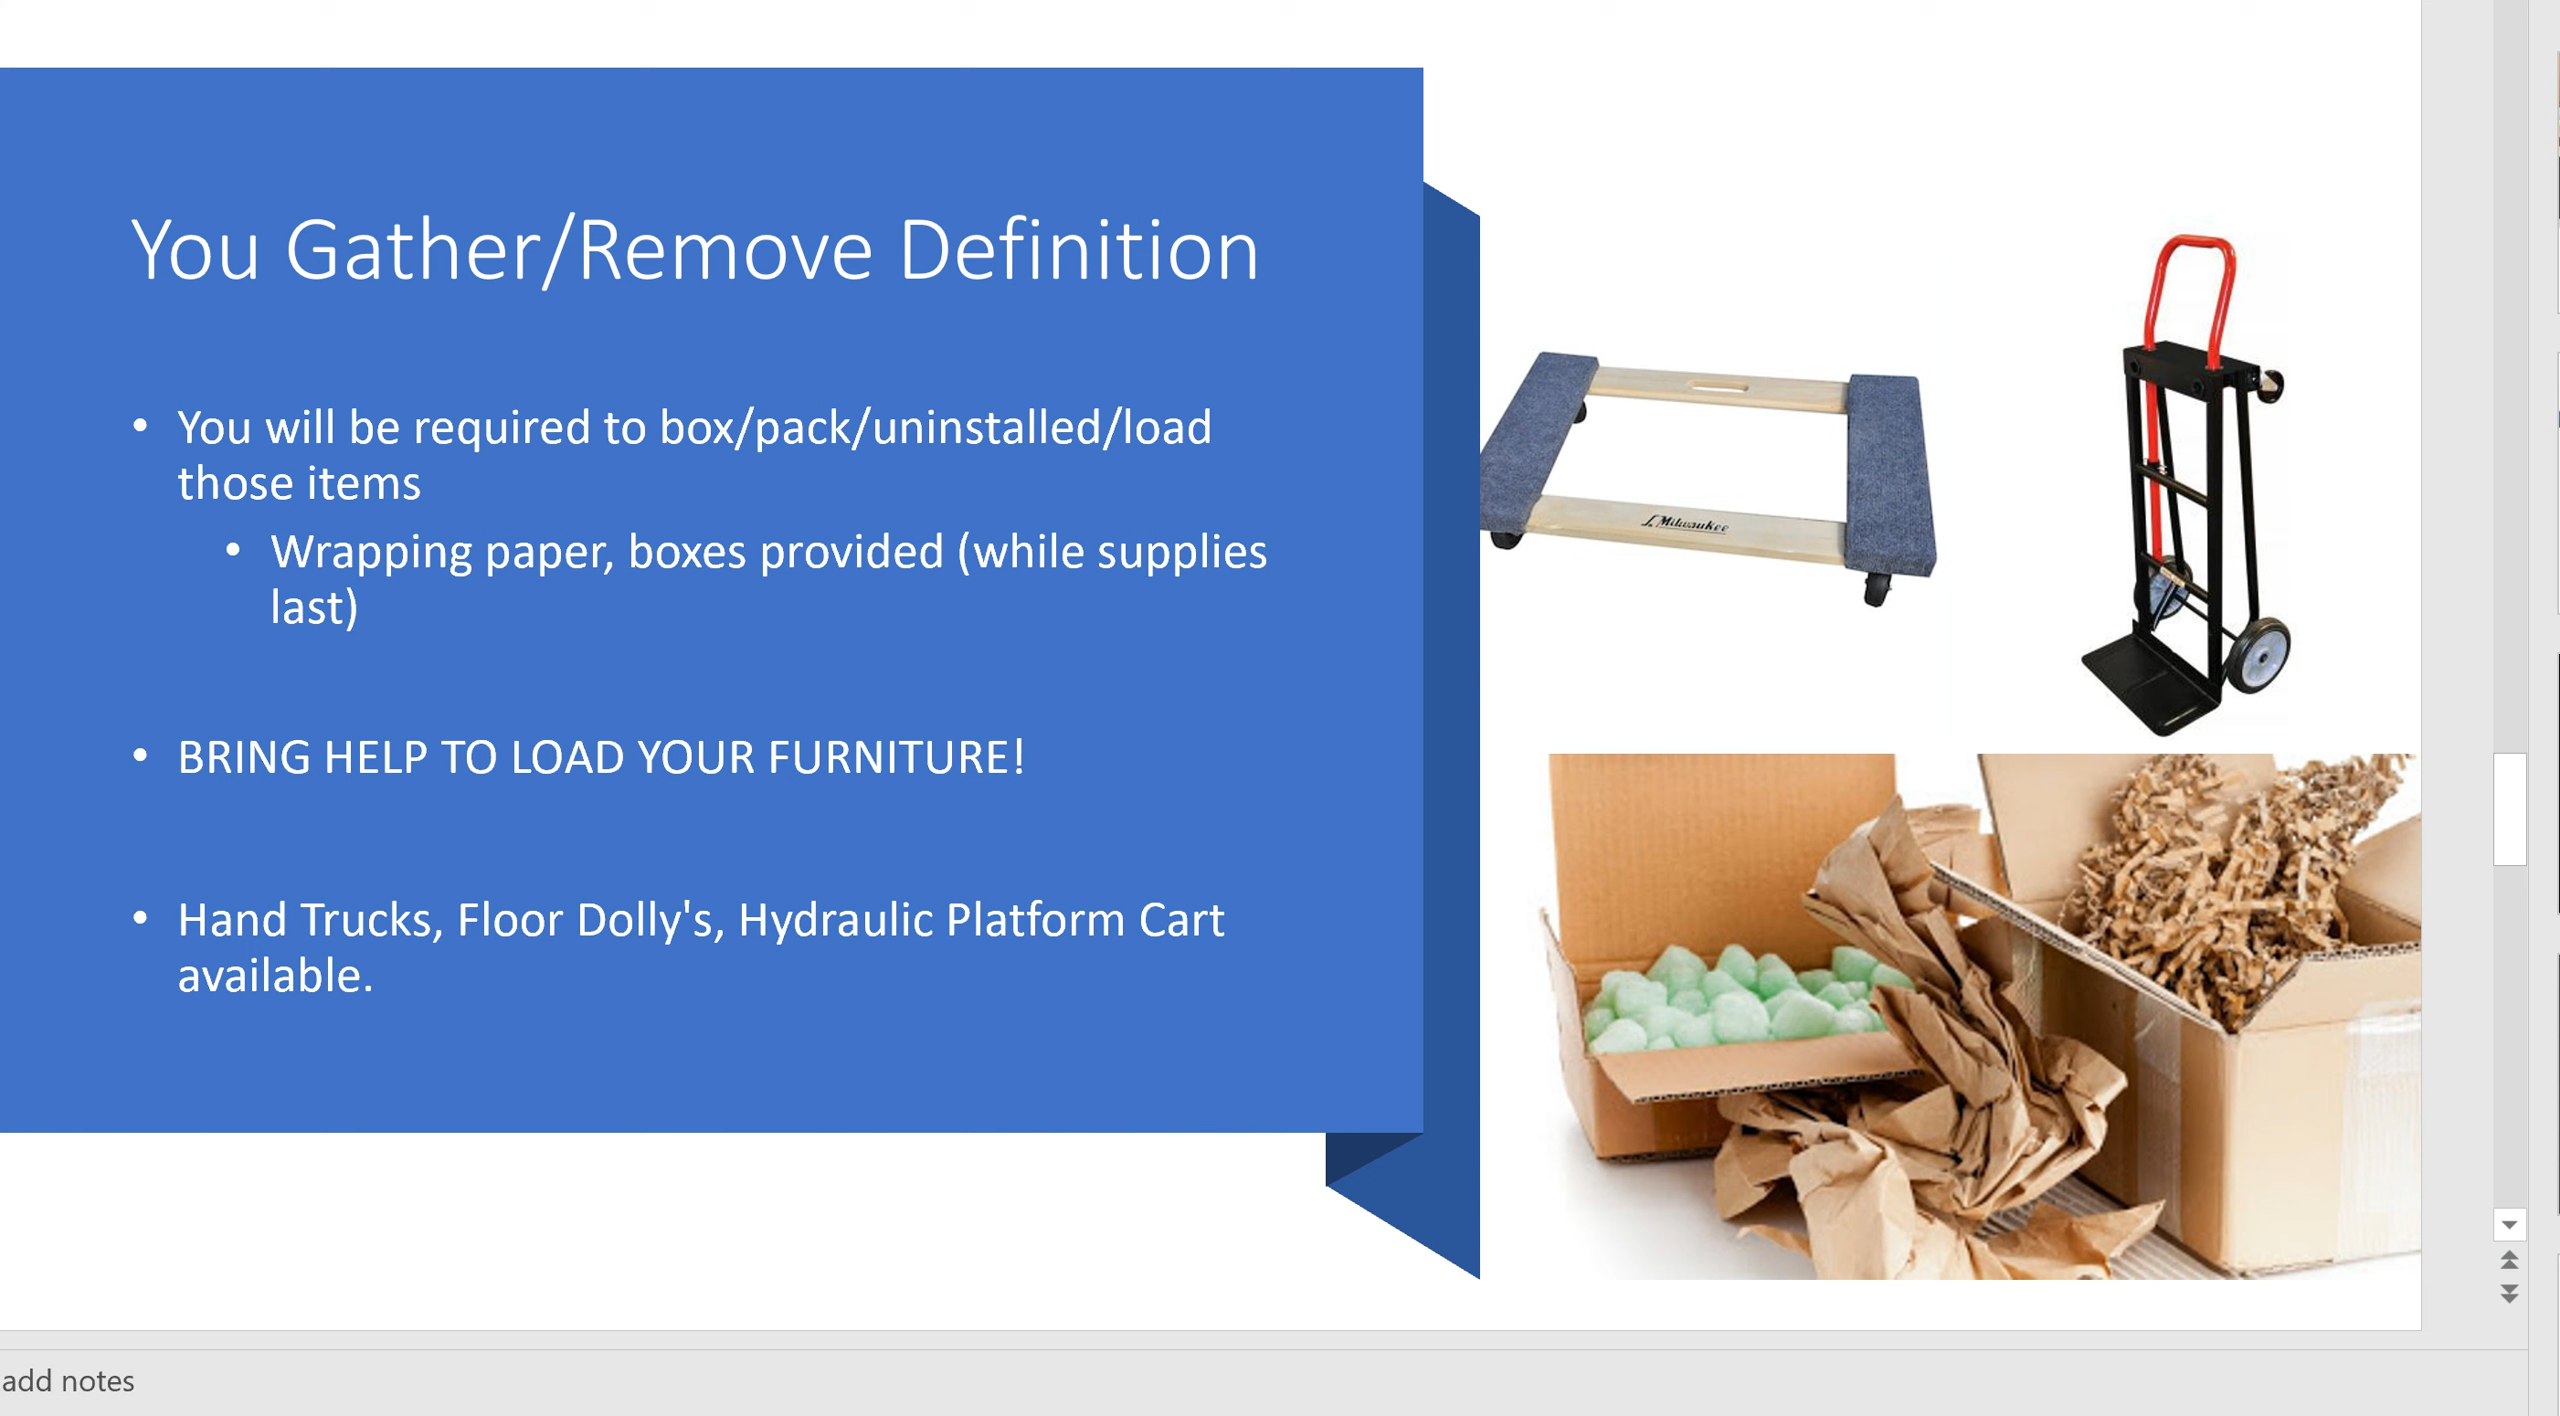 You Gather/Remove Definition
• You will be required to box/pack/uninstalled/load
those items
• Wrapping paper, boxes provided (while supplies
last)
• BRING HELP TO LOAD YOUR FURNITURE!
• Hand Trucks, Floor Dolly's, Hydraulic Platform Cart
available.
Milwaukee
add notes